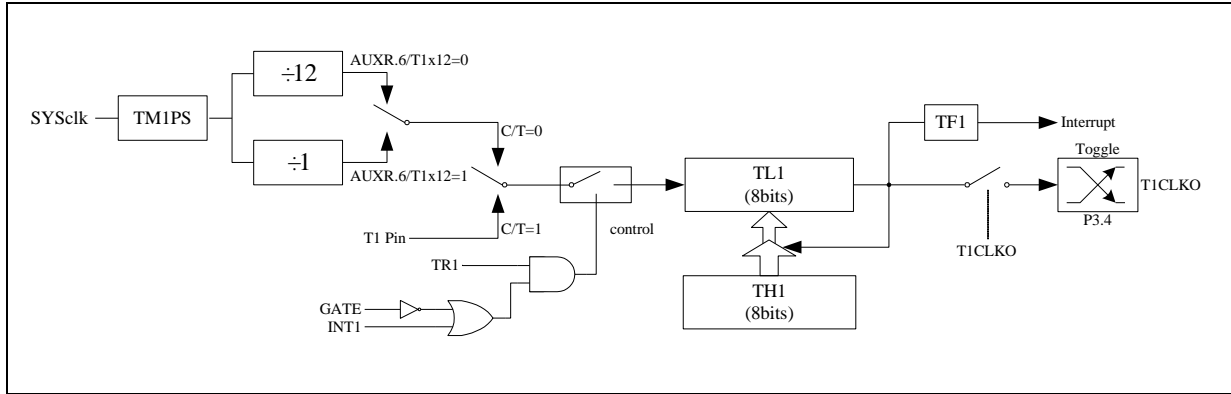 AUXR.6/T1x12=0
÷12
SYSclk
TM1PS
C/T=0
÷1
AUXR.6/T1x12=1
T1 Pin
C/T=1
control
TR1
GATE
INT1
TL1
(8bits)
TH1
(8bits)
TF1
Interrupt
Toggle
T1CLKO
P3.4
T1CLKO